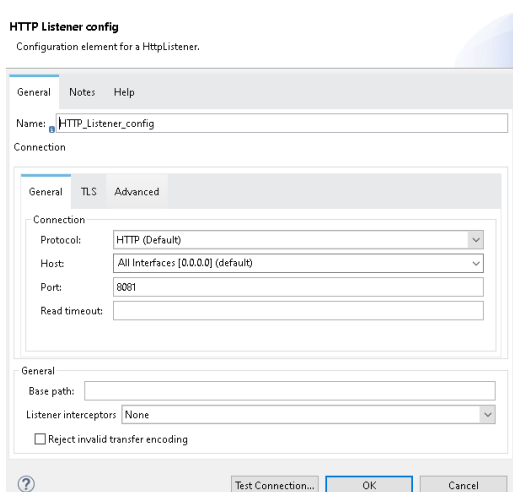 HTTP Listener config
Configuration element for a HttpListener.
General Notes Help
Name: HTTP_Listener_config
Connection
General TLS Advanced
Connection
Protocol: HTTP (Default)
Host: All Interfaces [0.0.0.0] (default)
Port: 8081
Read timeout:
General
Base path:
Listener interceptors None
Reject invalid transfer encoding
? Test Connection... OK Cancel